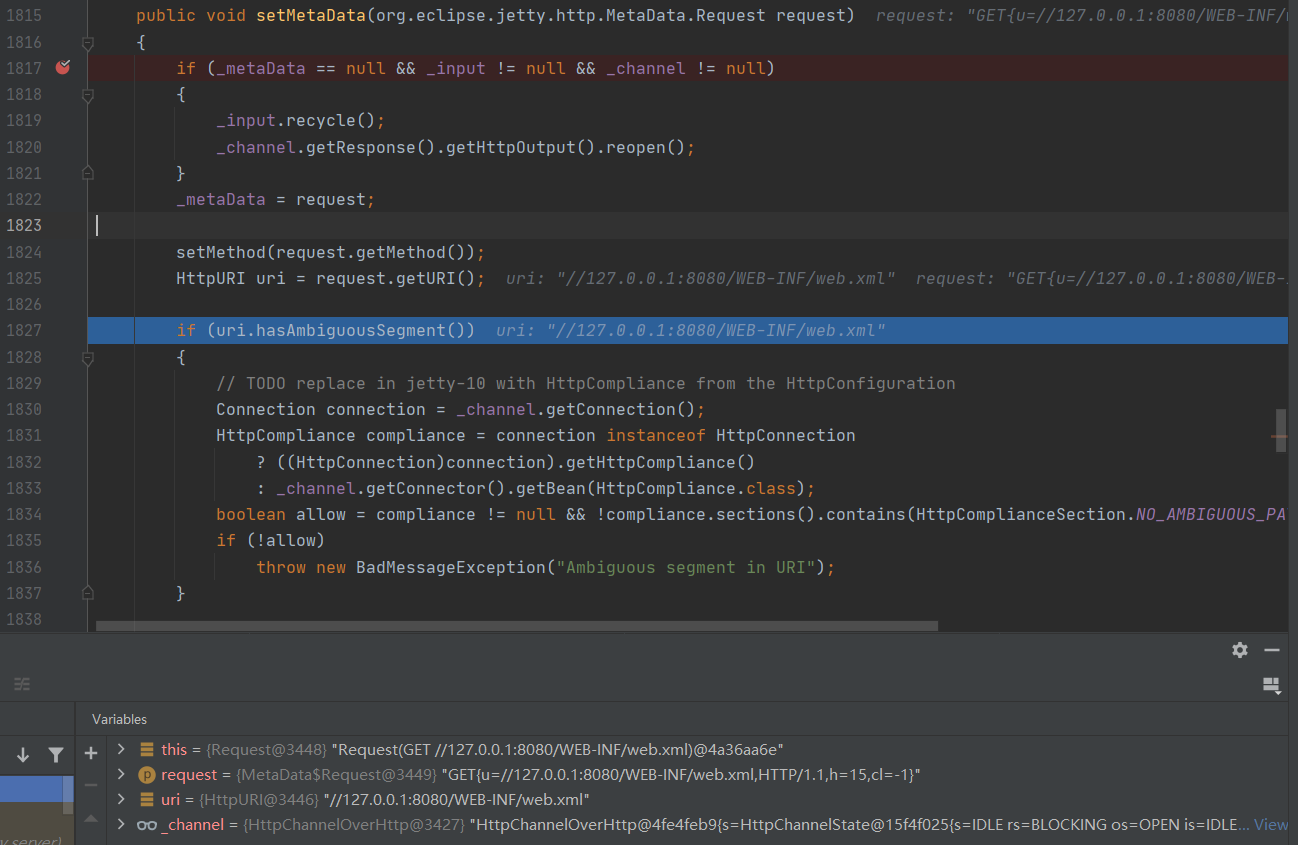 1815 public void setMetaData(org.eclipse.jetty.http.MetaData.Request request) request: "GET{u=//127.0.0.1:8080/WEB-INF/
1816 {
1817 if (_metaData == null && _input != null && _channel != null)
1818 {
1819 _input.recycle();
1820 _channel.getResponse().getHttpOutput().reopen();
1821 }
1822 _metaData = request;
1823
1824 setMethod(request.getMethod());
1825 HttpURI uri = request.getURI(); uri: "//127.0.0.1:8080/WEB-INF/web.xml" request: "GET{u=//127.0.0.1:8080/WEB-
1826
1827 if (uri.hasAmbiguousSegment()) uri: "//127.0.0.1:8080/WEB-INF/web.xml"
1828 {
1829 // TODO replace in jetty-10 with HttpCompliance from the HttpConfiguration
1830 Connection connection = _channel.getConnection();
1831 HttpCompliance compliance = connection instanceof HttpConnection
1832 ? ((HttpConnection)connection).getHttpCompliance()
1833 : _channel.getConnector().getBean(HttpCompliance.class);
1834 boolean allow = compliance != null && !compliance.sections().contains(HttpComplianceSection.NO_AMBIGUOUS_PA
1835 if (!allow)
1836 throw new BadMessageException("Ambiguous segment in URI");
1837 }
1838
Variables
this = {Request@3448} "Request(GET //127.0.0.1:8080/WEB-INF/web.xml)@4a36aa6e"
p request = {MetaData$Request@3449} "GET{u=//127.0.0.1:8080/WEB-INF/web.xml,HTTP/1.1,h=15,cl=-1}"
uri = {HttpURI@3446} "//127.0.0.1:8080/WEB-INF/web.xml"
_channel = {HttpChannelOverHttp@3427} "HttpChannelOverHttp@4fe4feb9{s=HttpChannelState@15f4f025{s=IDLE rs=BLOCKING os=OPEN is=IDLE... View
y server)